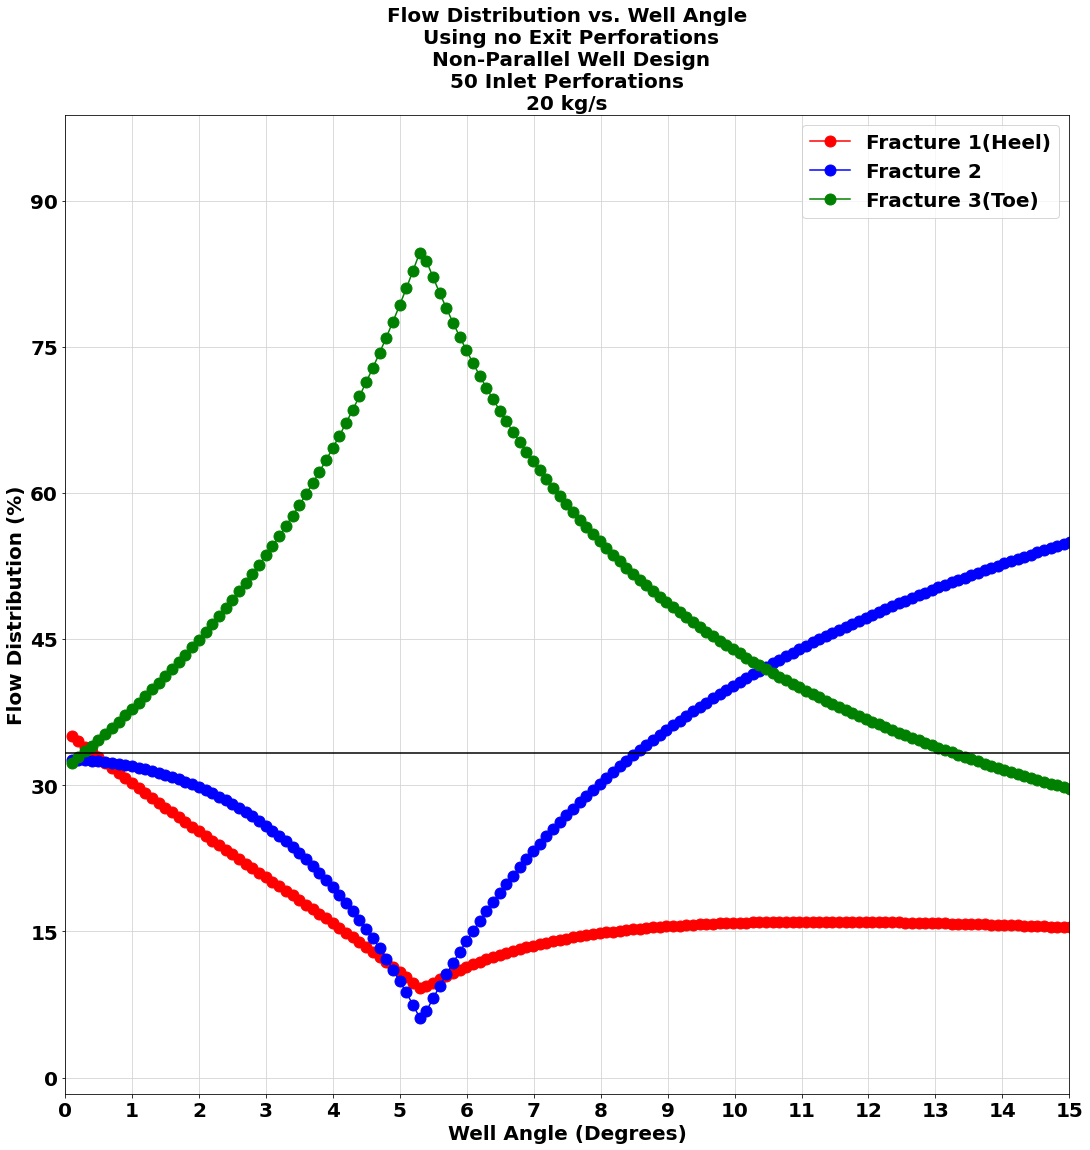 Flow Distribution vs. Well Angle
Using no Exit Perforations
Non-Parallel Well Design
50 Inlet Perforations
20 kg/s
Fracture 1(Heel)
Fracture 2
Fracture 3(Toe)
Flow Distribution (%)
90
75
60
45
30
15
0
0 1 2 3 4 5 6 7 8 9 10 11 12 13 14 15
Well Angle (Degrees)